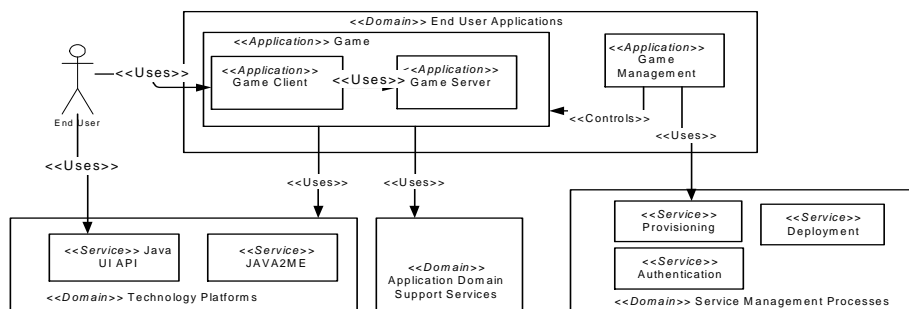 <<Domain>> End User Applications
<<Application>> Game
<<Uses>>
<<Application>>
Game Client
<<Uses>>
<<Application>>
Game Server
<<Application>>
Game
Management
End User
<<Controls>>
<<Uses>>
<<Uses>>
<<Uses>>
<<Uses>>
<<Service>> Java
UI API
<<Service>>
JAVA2ME
<<Domain>> Technology Platforms
<<Domain>>
Application Domain
Support Services
<<Service>>
Provisioning
<<Service>>
Deployment
<<Service>>
Authentication
<<Domain>> Service Management Processes